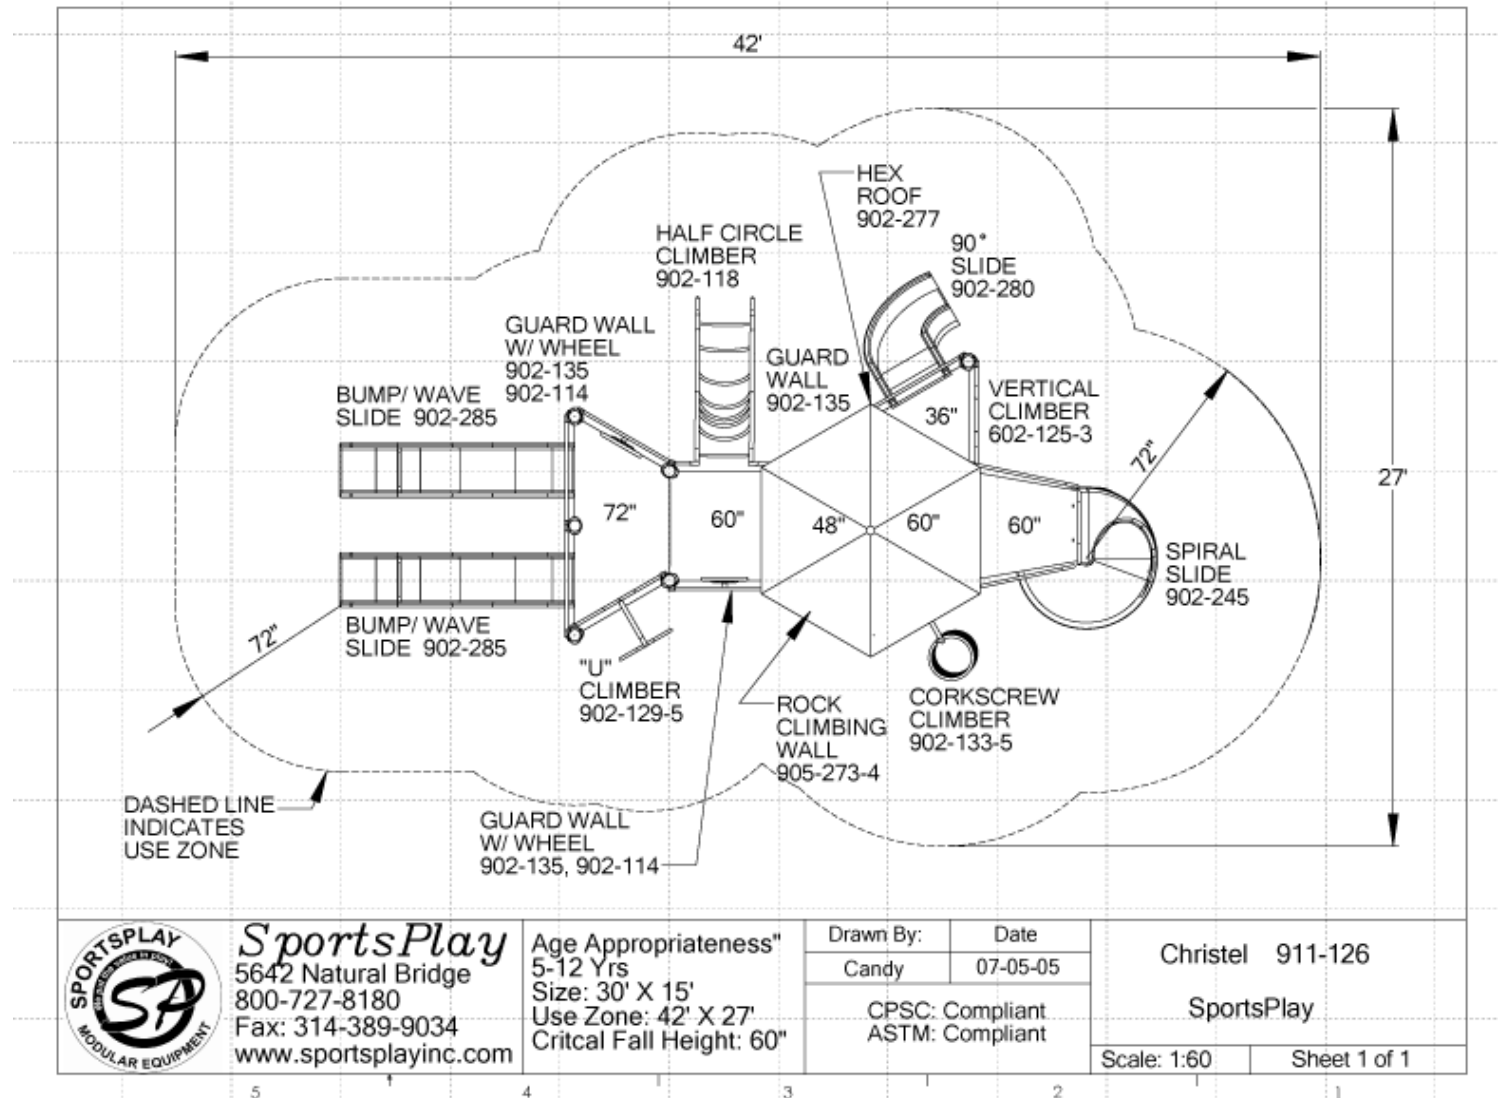 42'
HEX
ROOF
902-277
HALF CIRCLE
CLIMBER
902-118
90°
SLIDE
902-280
GUARD WALL
W/ WHEEL
902-135
902-114
GUARD
WALL
902-135
BUMP/ WAVE
SLIDE 902-285
VERTICAL
CLIMBER
602-125-3
36"
72"
27'
72"
60"
48"
60"
60"
SPIRAL
SLIDE
902-245
BUMP/ WAVE
SLIDE 902-285
72"
"U"
CLIMBER
902-129-5
ROCK
CLIMBING
WALL
905-273-4
CORKSCREW
CLIMBER
902-133-5
DASHED LINE
INDICATES
USE ZONE
GUARD WALL
W/ WHEEL
902-135, 902-114
SPORTSPLAY
SP
MODULAR EQUIPMENT
SportsPlay
5642 Natural Bridge
800-727-8180
Fax: 314-389-9034
www.sportsplayinc.com
Age Appropriateness"
5-12 Yrs
Size: 30' X 15'
Use Zone: 42' X 27'
Critcal Fall Height: 60"
Drawn By:
Date
Candy
07-05-05
CPSC: Compliant
ASTM: Compliant
Christel 911-126
SportsPlay
Scale: 1:60
Sheet 1 of 1
5
4
3
2
1